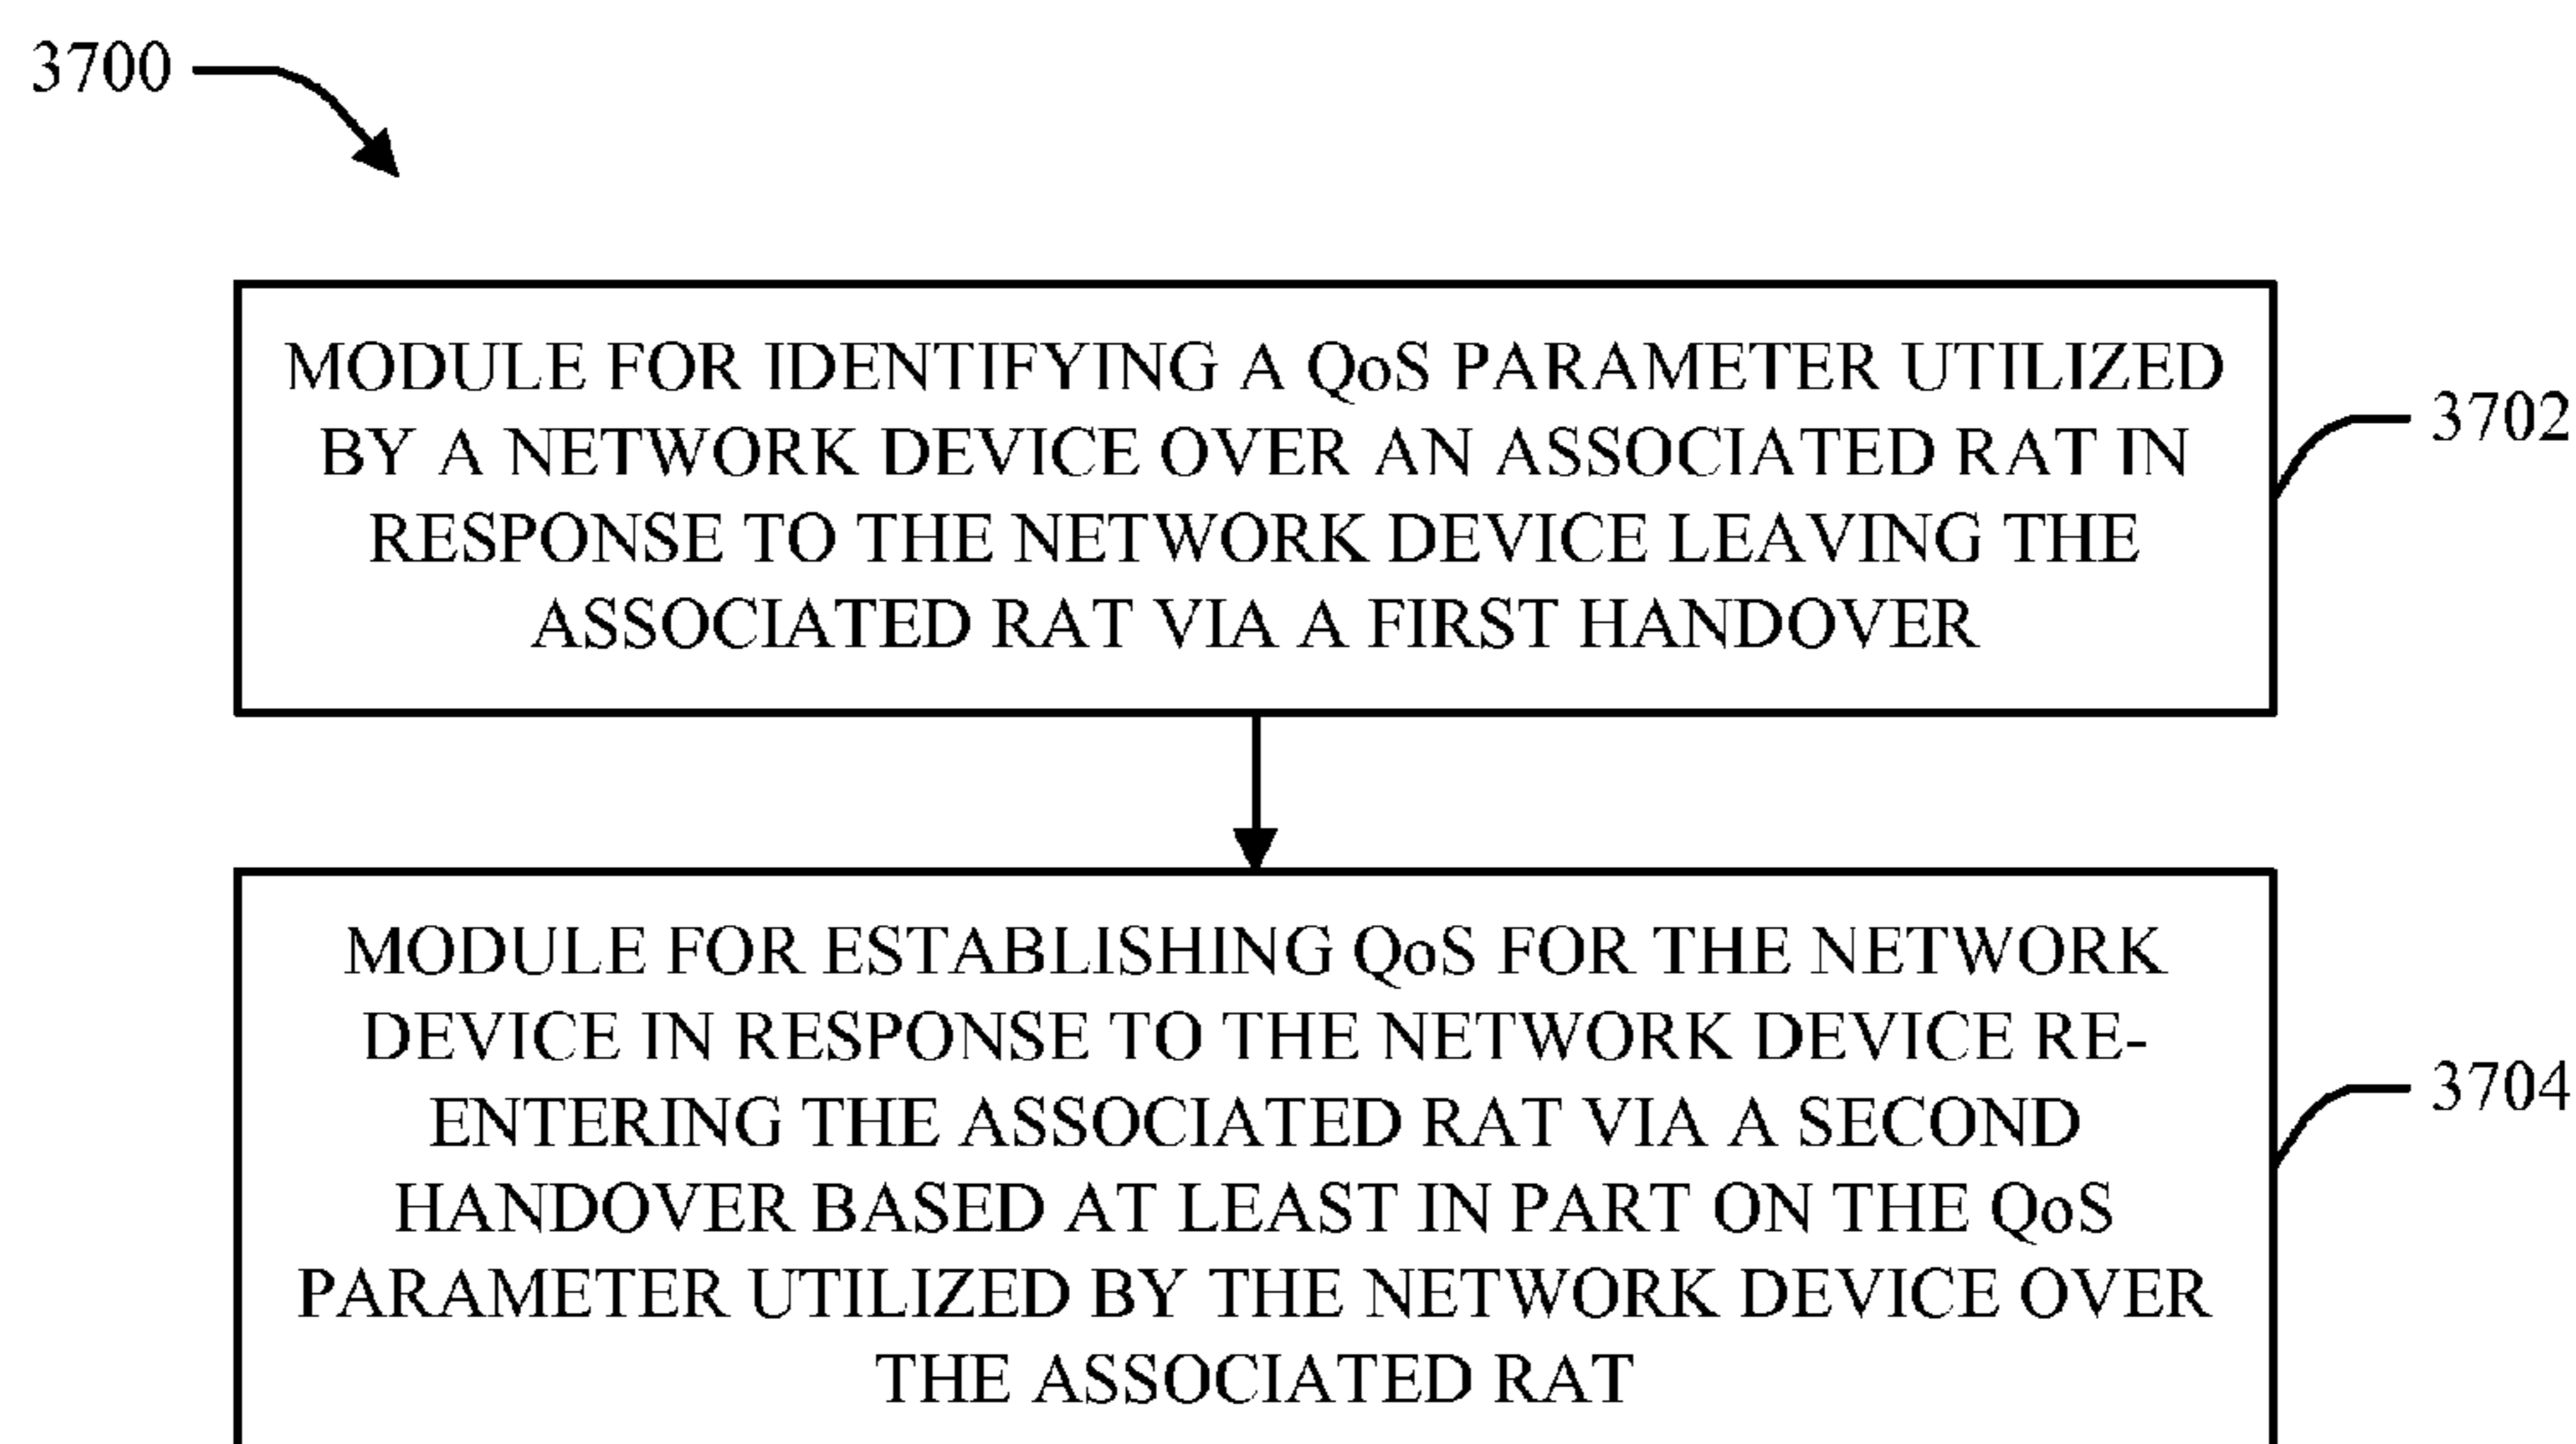 3700
MODULE FOR IDENTIFYING A QoS PARAMETER UTILIZED
BY A NETWORK DEVICE OVER AN ASSOCIATED RAT IN
RESPONSE TO THE NETWORK DEVICE LEAVING THE
ASSOCIATED RAT VIA A FIRST HANDOVER
3702
MODULE FOR ESTABLISHING QoS FOR THE NETWORK
DEVICE IN RESPONSE TO THE NETWORK DEVICE RE-
ENTERING THE ASSOCIATED RAT VIA A SECOND
HANDOVER BASED AT LEAST IN PART ON THE QoS
PARAMETER UTILIZED BY THE NETWORK DEVICE OVER
THE ASSOCIATED RAT
3704